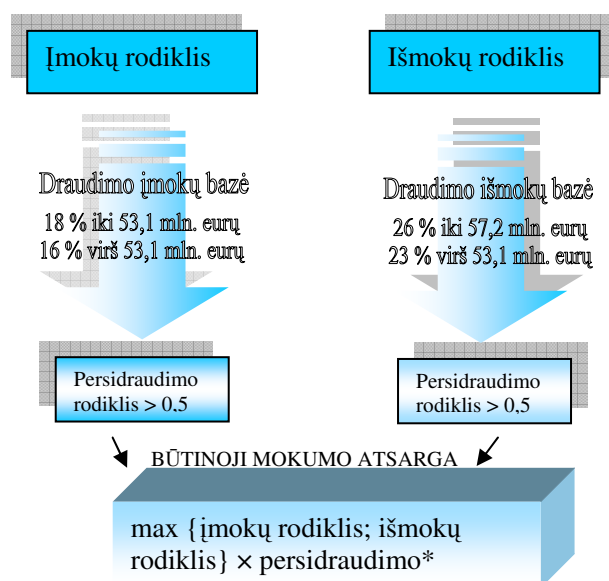 Įmokų rodiklis
Išmokų rodiklis
Draudimo įmokų bazė
18 % iki 53,1 mln. eurų
16 % virš 53,1 mln. eurų
Draudimo išmokų bazė
26 % iki 57,2 mln. eurų
23 % virš 53,1 mln. eurų
Persidraudimo
rodiklis > 0,5
Persidraudimo
rodiklis > 0,5
BŪTINOJI MOKUMO ATSARGA
max {įmokų rodiklis; išmokų
rodiklis} × persidraudimo*